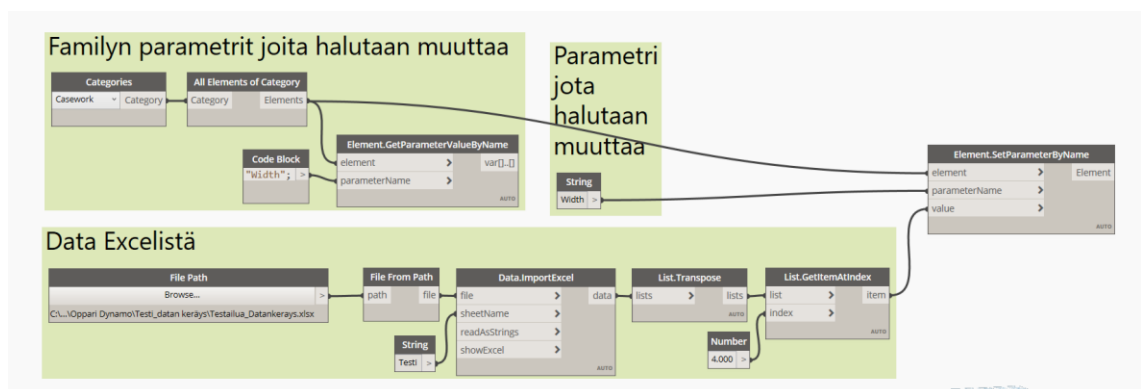 Familyn parametrit joita halutaan muuttaa
Categories
Casework
Category
All Elements of Category
Category
Elements
Element.GetParameterValueByName
element
>
var[]..[]
parameterName
>
AUTO
Code Block
"Width";
>
Parametri
jota
halutaan
muuttaa
String
Width
>
Element.SetParameterByName
element
>
Element
parameterName
>
value
>
AUTO
Data Excelistä
File Path
Browse...
>
C:\...\Oppari Dynamo\Testi_datan keräys\Testailua_Datankerays.xlsx
File From Path
path
file
Data.ImportExcel
file
>
data
sheetName
>
readAsStrings
>
showExcel
>
AUTO
String
Testi
>
List.Transpose
lists
>
lists
AUTO
List.GetItemAtIndex
list
>
item
index
>
AUTO
Number
4.000
>